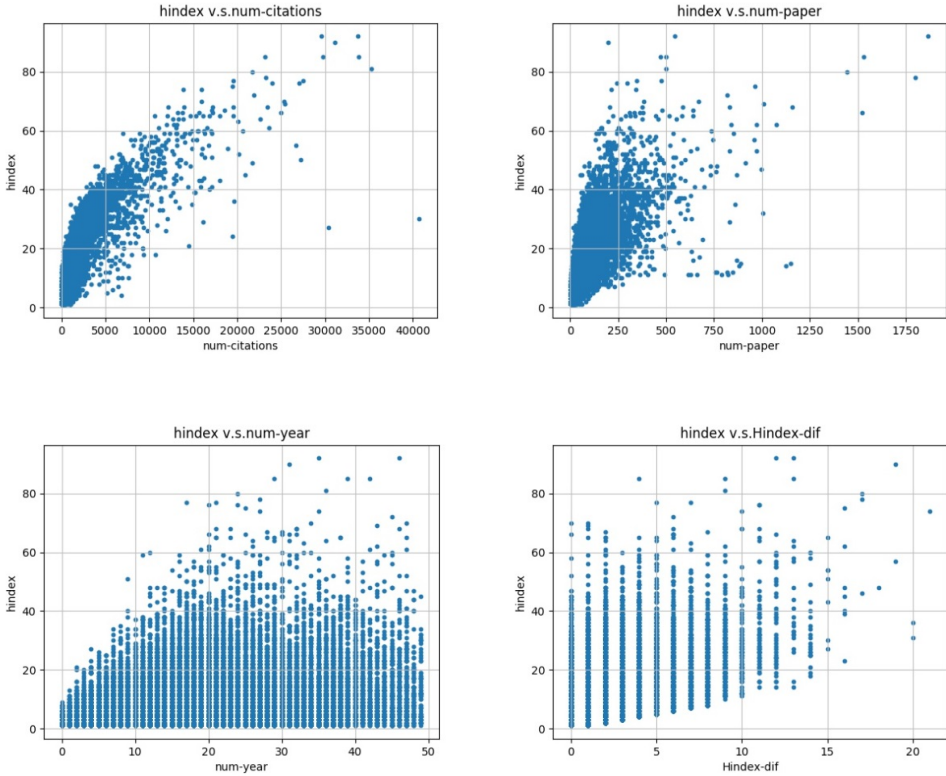 hindex v.s.num-citations
hindex
80
60
40
20
0
0 5000 10000 15000 20000 25000 30000 35000 40000
num-citations
hindex v.s.num-paper
hindex
80
60
40
20
0
0 250 500 750 1000 1250 1500 1750
num-paper
hindex v.s.num-year
hindex
80
60
40
20
0
0 10 20 30 40 50
num-year
hindex v.s.Hindex-dif
hindex
80
60
40
20
0
0 5 10 15 20
Hindex-dif